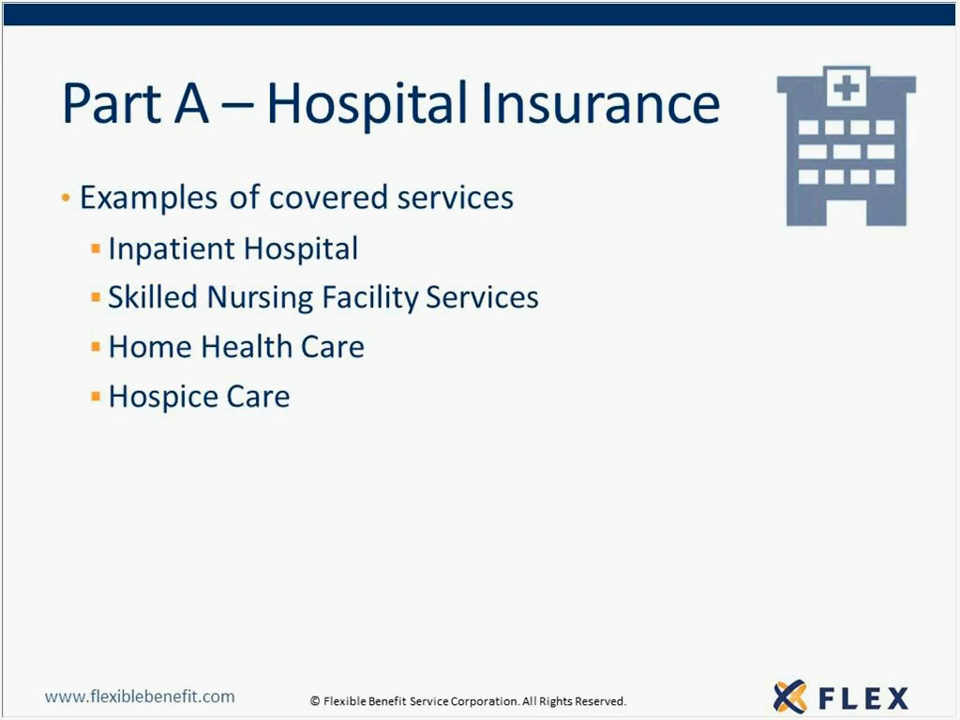 Part A – Hospital Insurance
• Examples of covered services
▪ Inpatient Hospital
▪ Skilled Nursing Facility Services
▪ Home Health Care
▪ Hospice Care
www.flexiblebenefit.com
© Flexible Benefit Service Corporation. All Rights Reserved.
FLEX